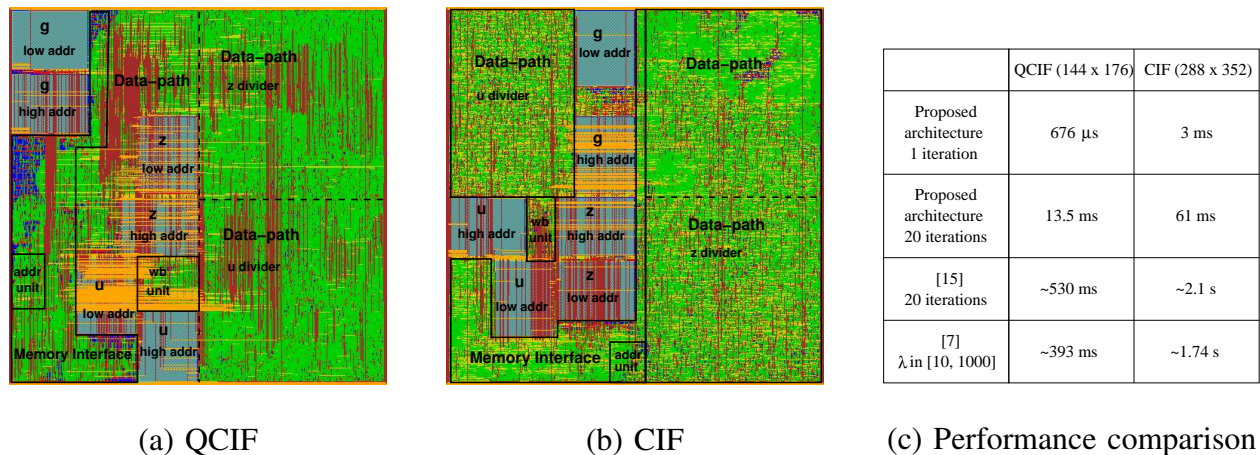 g
low addr
g
high addr
Data-path
Data-path
z divider
z
low addr
z
high addr
Data-path
u divider
addr
unit
wb
unit
u
low addr
u
high addr
Memory Interface
(a) QCIF
g
low addr
Data-path
u divider
Data-path
g
high addr
u
high addr
wb
unit
z
high addr
Data-path
z divider
u
low addr
z
low addr
Memory Interface
addr
unit
(b) CIF
QCIF (144 x 176) CIF (288 x 352)
Proposed
architecture
1 iteration
676 μs 3 ms
Proposed
architecture
20 iterations
13.5 ms 61 ms
[15]
20 iterations
~530 ms ~2.1 s
[7]
λ in [10, 1000]
~393 ms ~1.74 s
(c) Performance comparison